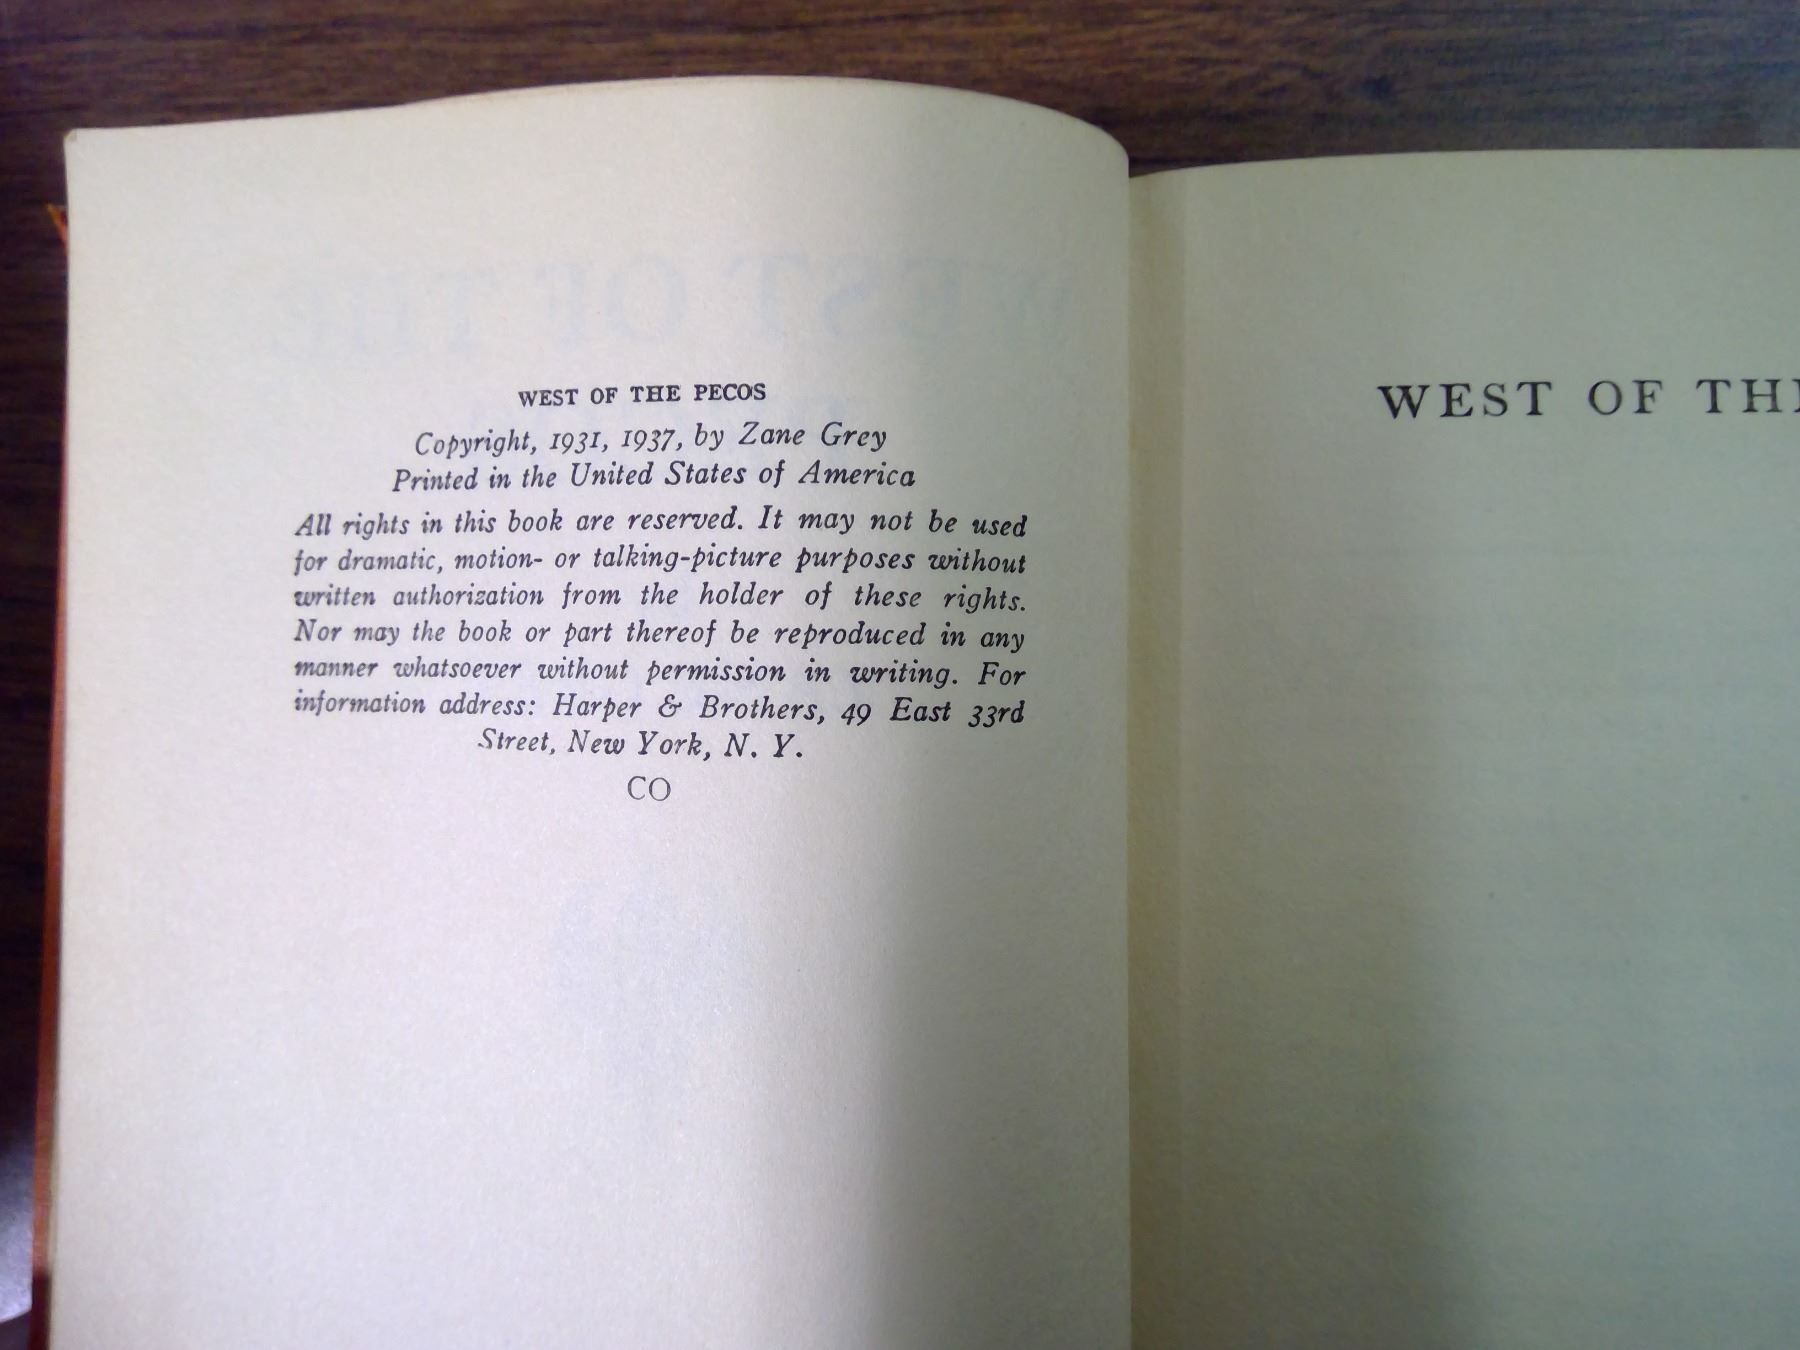 WEST OF THE PECOS
Copyright, 1931, 1937, by Zane Grey
Printed in the United States of America
All rights in this book are reserved. It may not be used
for dramatic, motion- or talking-picture purposes without
written authorization from the holder of these rights.
Nor may the book or part thereof be reproduced in any
manner whatsoever without permission in writing. For
information address: Harper & Brothers, 49 East 33rd
Street, New York, N. Y.
CO
WEST OF THE